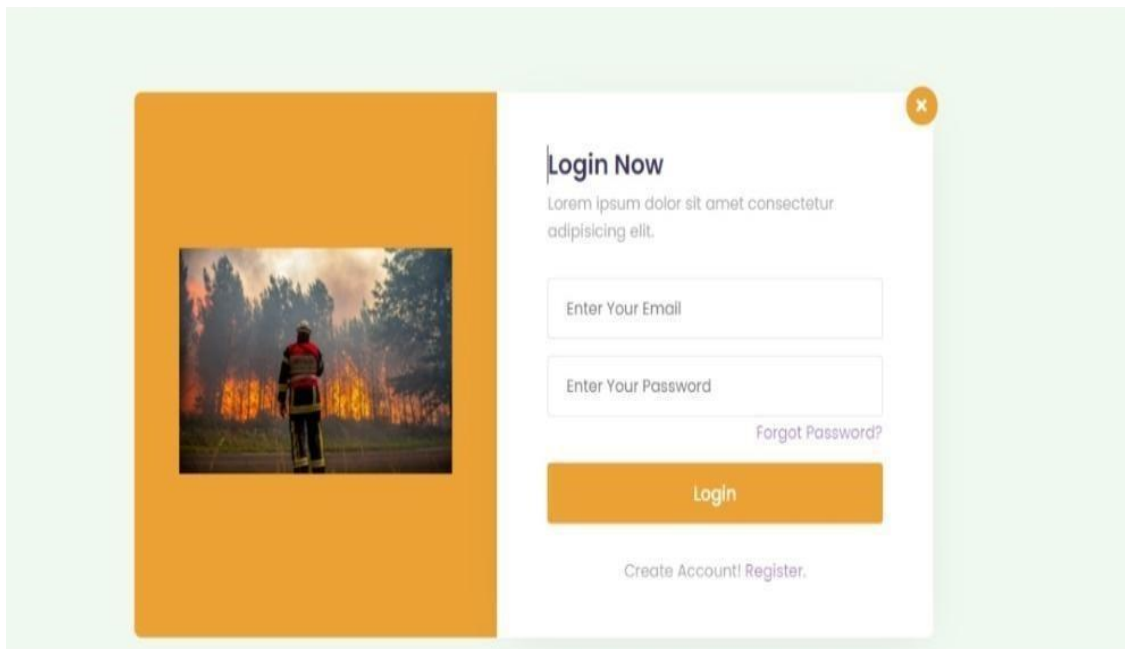 Login Now
Lorem ipsum dolor sit amet consectetur
adipisicing elit.
Enter Your Email
Enter Your Password
Forgot Password?
Login
Create Account! Register.